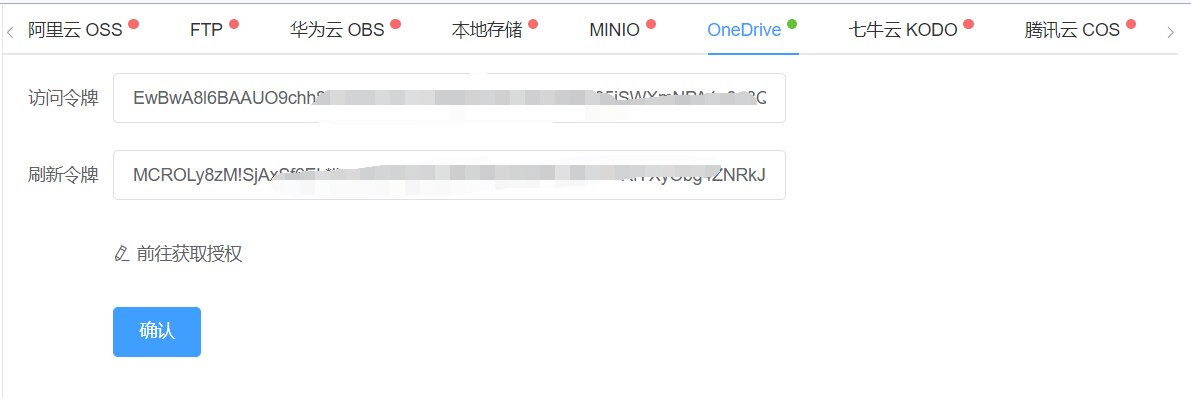 阿里云 OSS FTP 华为云 OBS 本地存储 MINIO OneDrive 七牛云 KODO 腾讯云 COS
访问令牌 EwBwA8l6BAAUO9chh
刷新令牌 MCROLy8zM!SjAx ZNRkJ
前往获取授权
确认